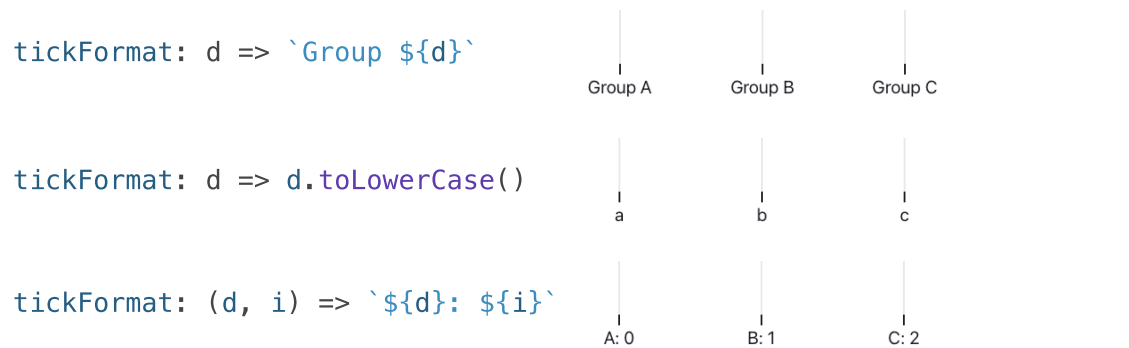 tickFormat: d => `Group ${d}`
Group A Group B Group C
tickFormat: d => d.toLowerCase()
a b c
tickFormat: (d, i) => `${d}: ${i}`
A: 0 B: 1 C: 2